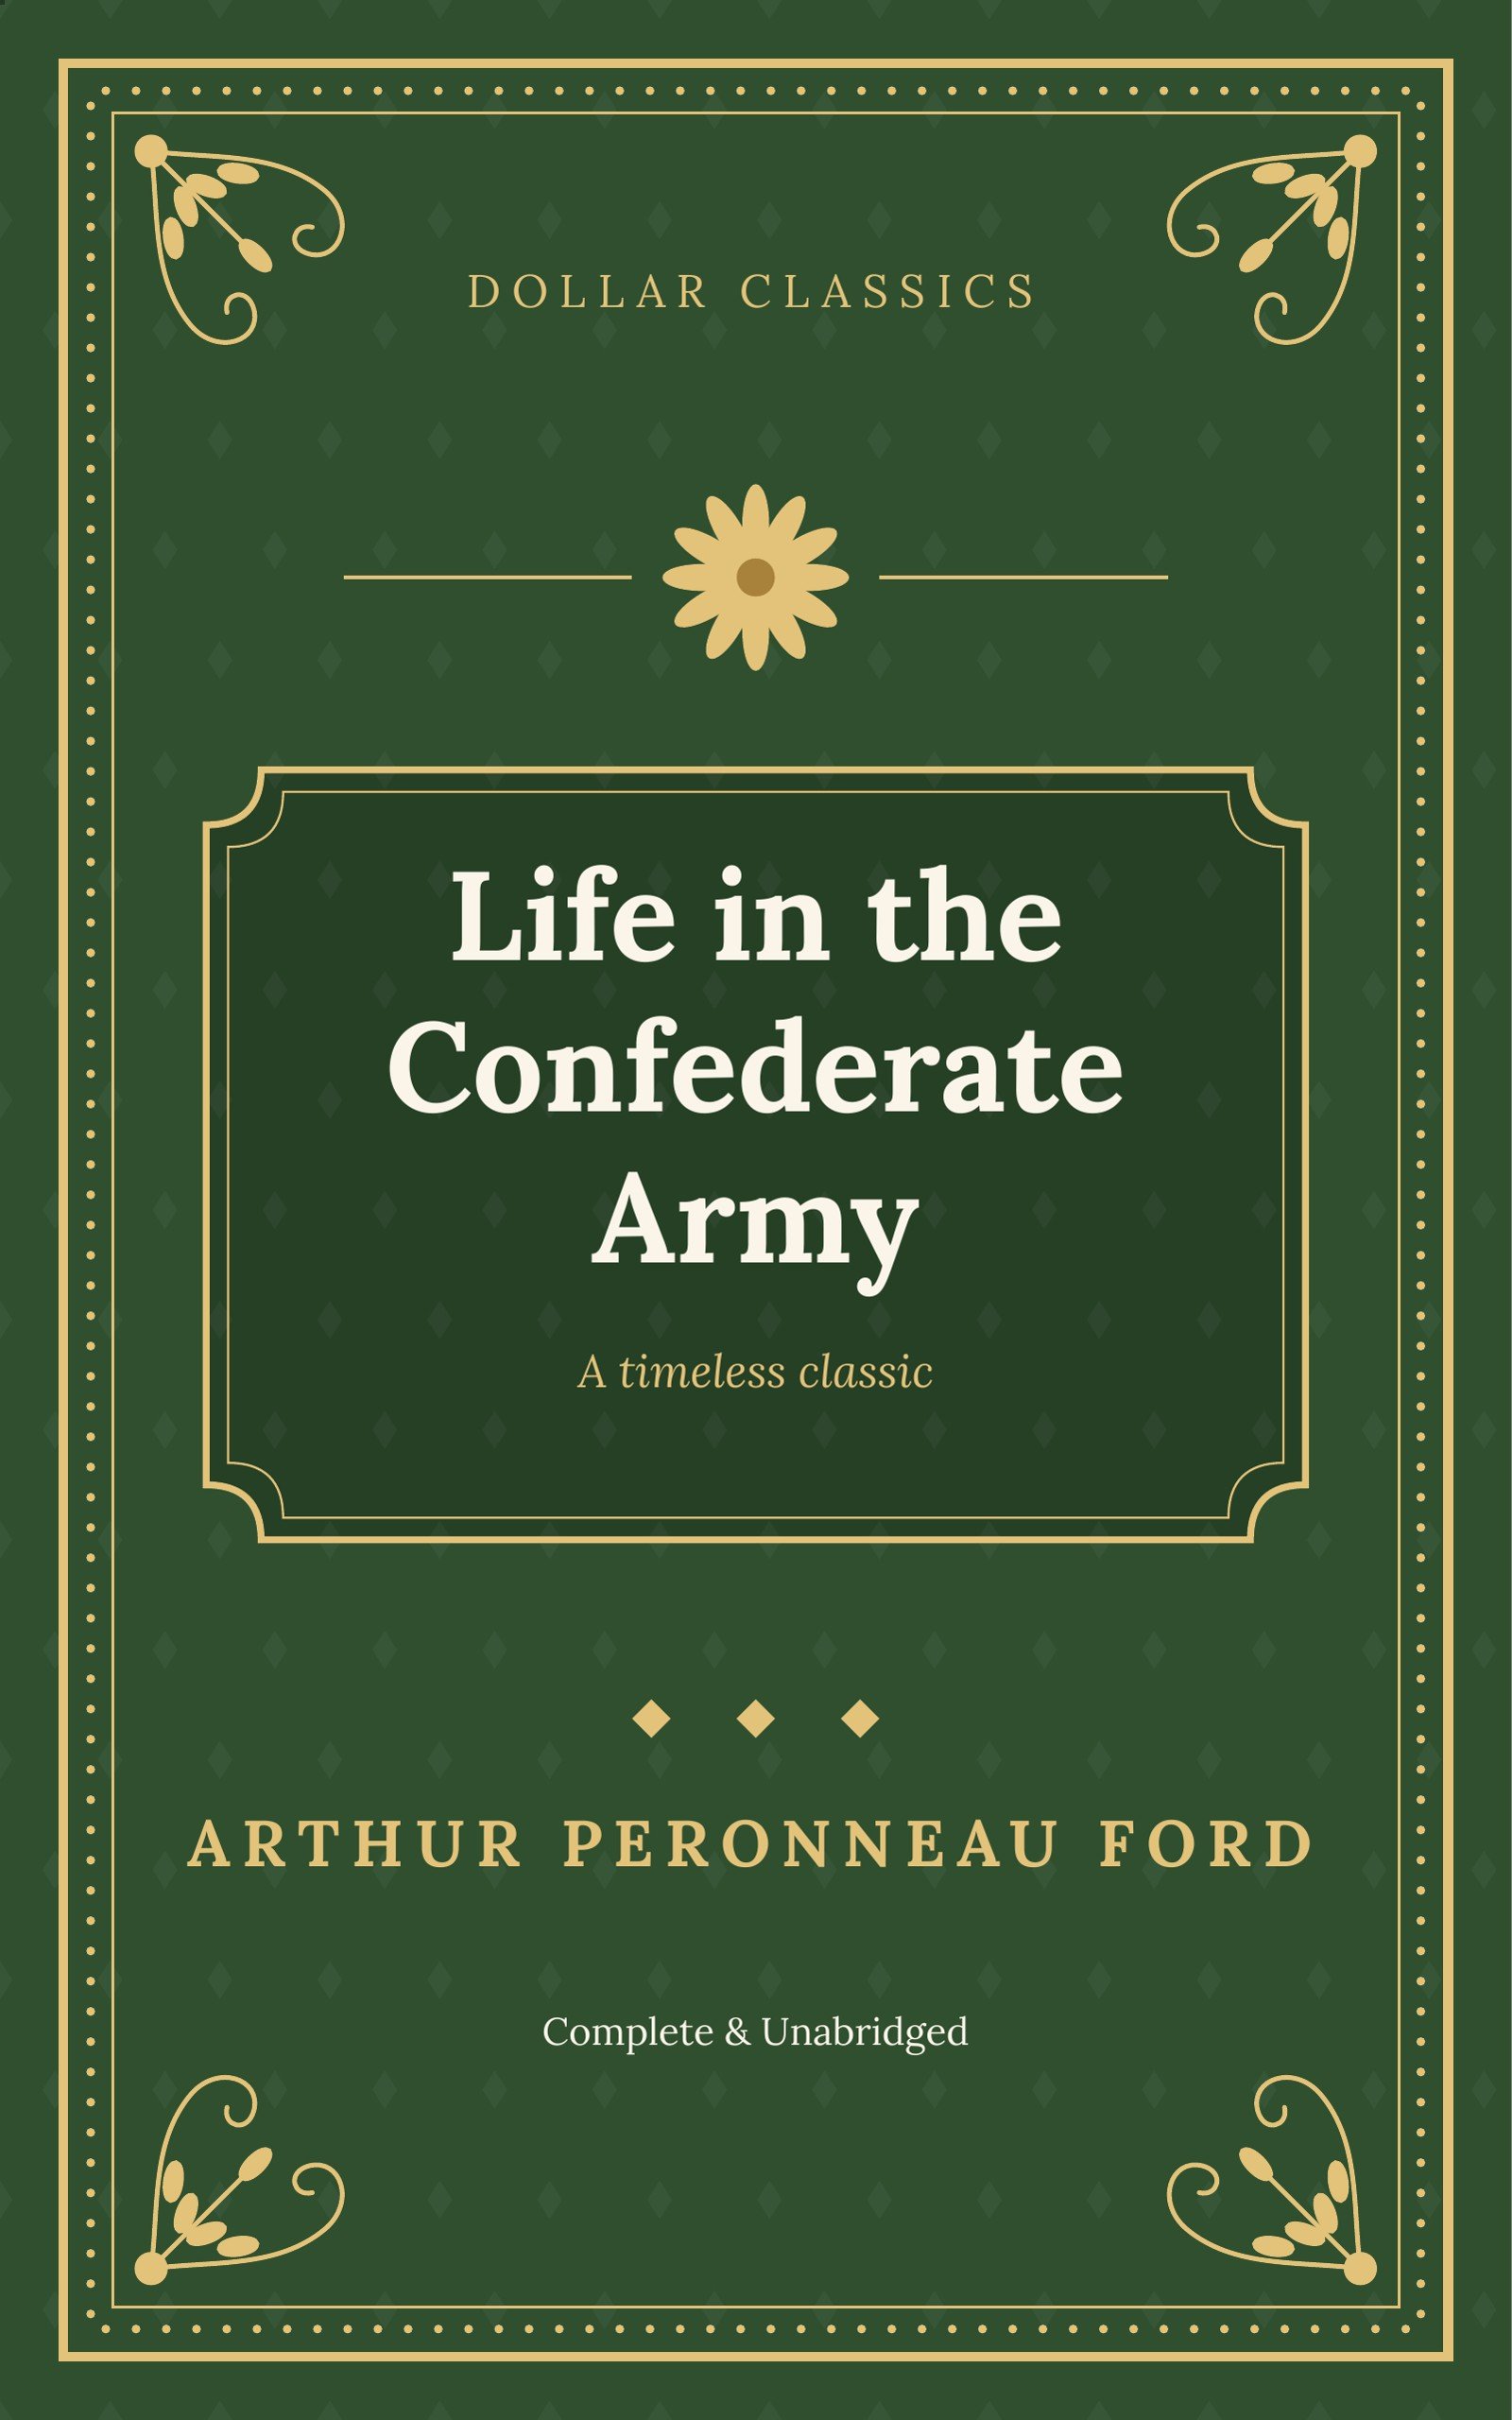 DOLLAR CLASSICS
Life in the
Confederate
Army
A timeless classic
ARTHUR PERONNEAU FORD
Complete & Unabridged